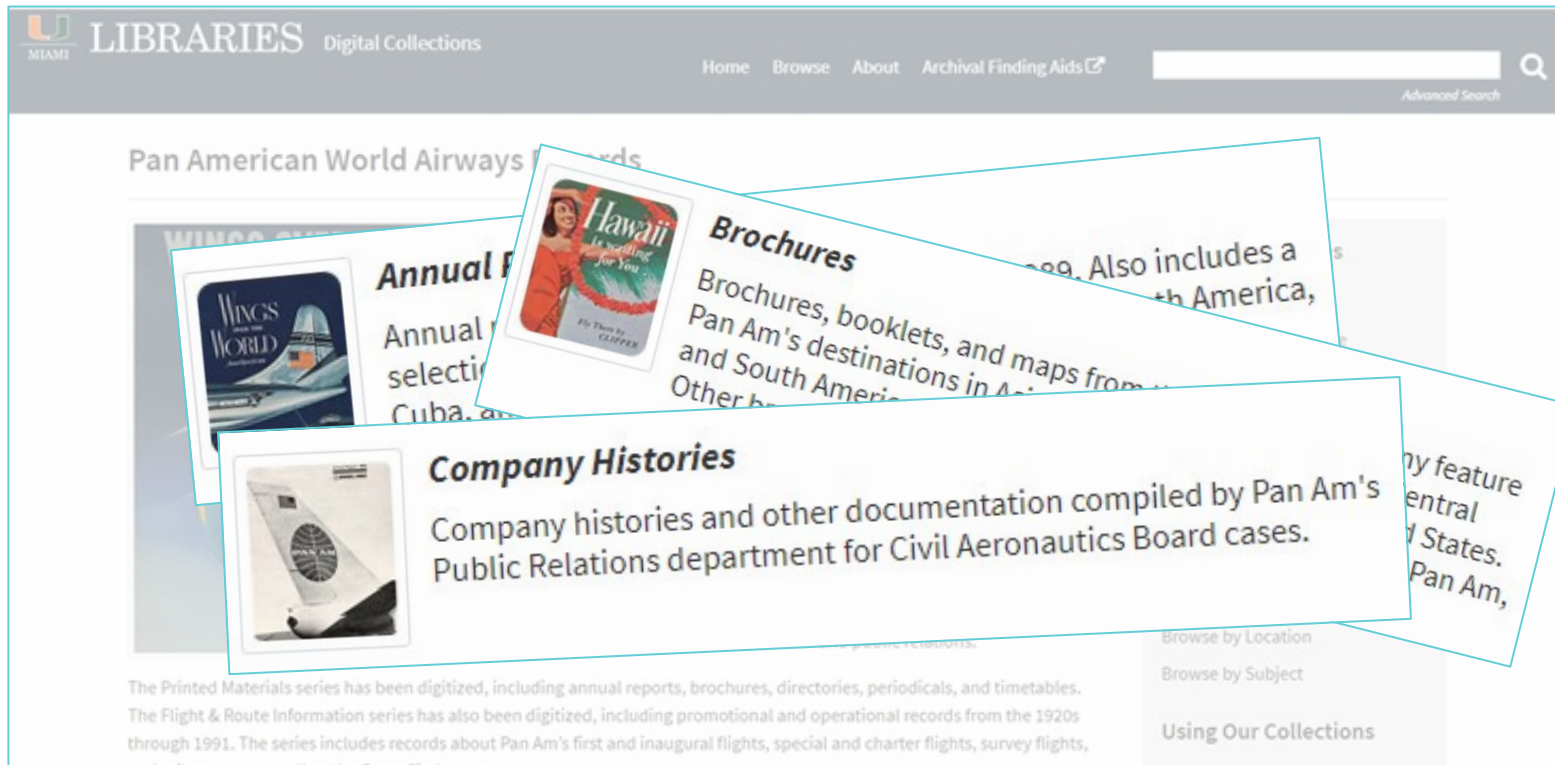 U
MIAMI
LIBRARIES Digital Collections
Home Browse About Archival Finding Aids
Advanced Search
Pan American World Airways
Annual
Annual
Cuba,
WINGS
OVER THE
WORLD
Brochures
Brochures, booklets, and maps from
Pan Am's destinations in
and South
Other
Hawaii
is waiting
for You
Fly There by
CLIPPER
Also includes a
America,
feature
States.
Pan Am,
Company Histories
Company histories and other documentation compiled by Pan Am's
Public Relations department for Civil Aeronautics Board cases.
PAN AM
public relations.
Browse by Location
Browse by Subject
Using Our Collections
The Printed Materials series has been digitized, including annual reports, brochures, directories, periodicals, and timetables.
The Flight & Route Information series has also been digitized, including promotional and operational records from the 1920s
through 1991. The series includes records about Pan Am's first and inaugural flights, special and charter flights, survey flights,